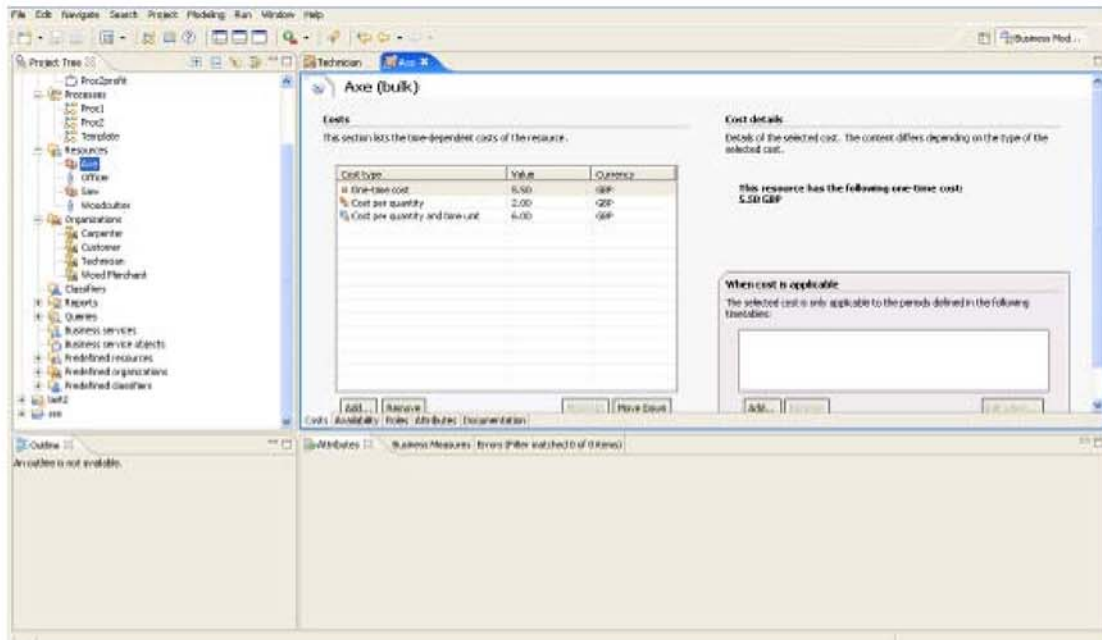 File Edit Navigate Search Project Modeling Run Window Help
Business Mod...
Project Tree
Proc2profit
Processes
Proc1
Proc2
Template
Resources
Axe
Officer
Saw
Woodcutter
Organizations
Carpenter
Customer
Technician
Wood Merchant
Classifiers
Reports
Queries
Business services
Business service objects
Predefined resources
Predefined organizations
Predefined classifiers
test2
Technician
Axe
Axe (bulk)
Costs
This section lists the time-dependent costs of the resource.
Cost type Value Currency
One-time cost 5.50 GBP
Cost per quantity 2.00 GBP
Cost per quantity and time unit 6.00 GBP
Add... Remove Move Down
Cost details
Details of the selected cost. The content differs depending on the type of the
selected cost.
This resource has the following one-time cost:
5.50 GBP
When cost is applicable
The selected cost is only applicable to the periods defined in the following
timetables:
Add...
Costs Availability Roles Attributes Documentation
Outline
An outline is not available.
Attributes Business Measures Errors (Filter matched 0 of 0 items)